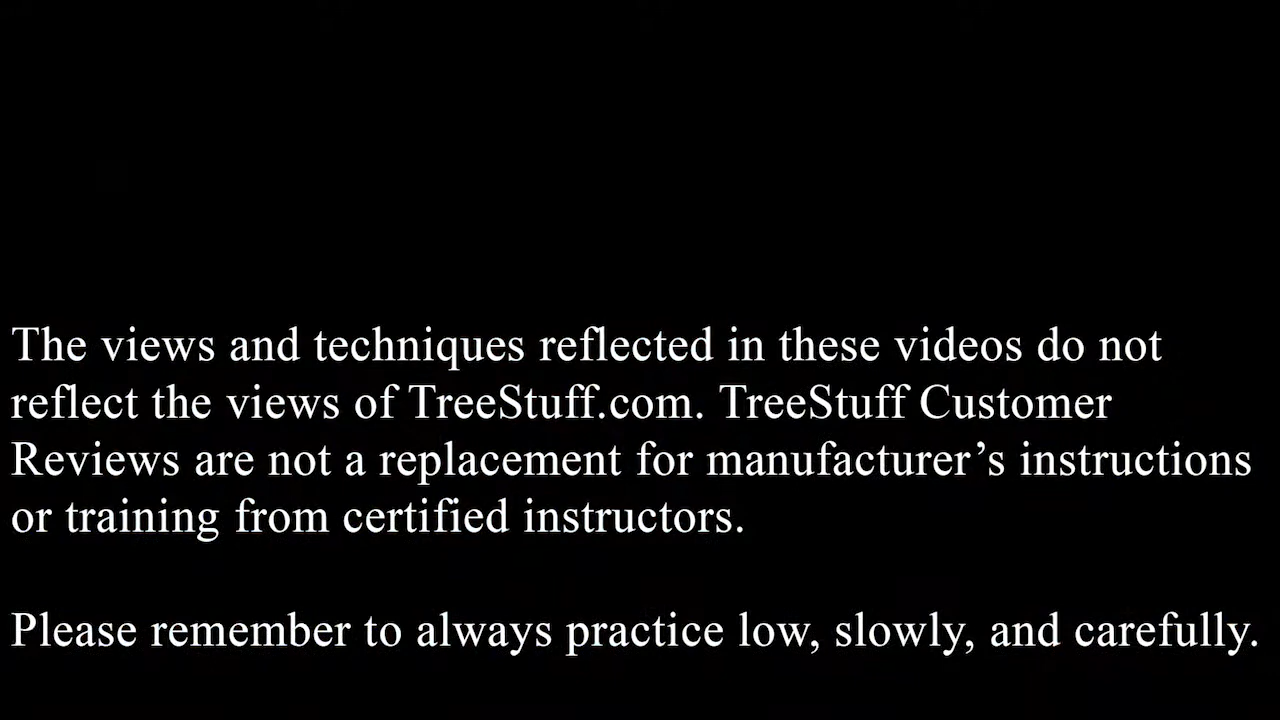 The views and techniques reflected in these videos do not
reflect the views of TreeStuff.com. TreeStuff Customer
Reviews are not a replacement for manufacturer’s instructions
or training from certified instructors.
Please remember to always practice low, slowly, and carefully.